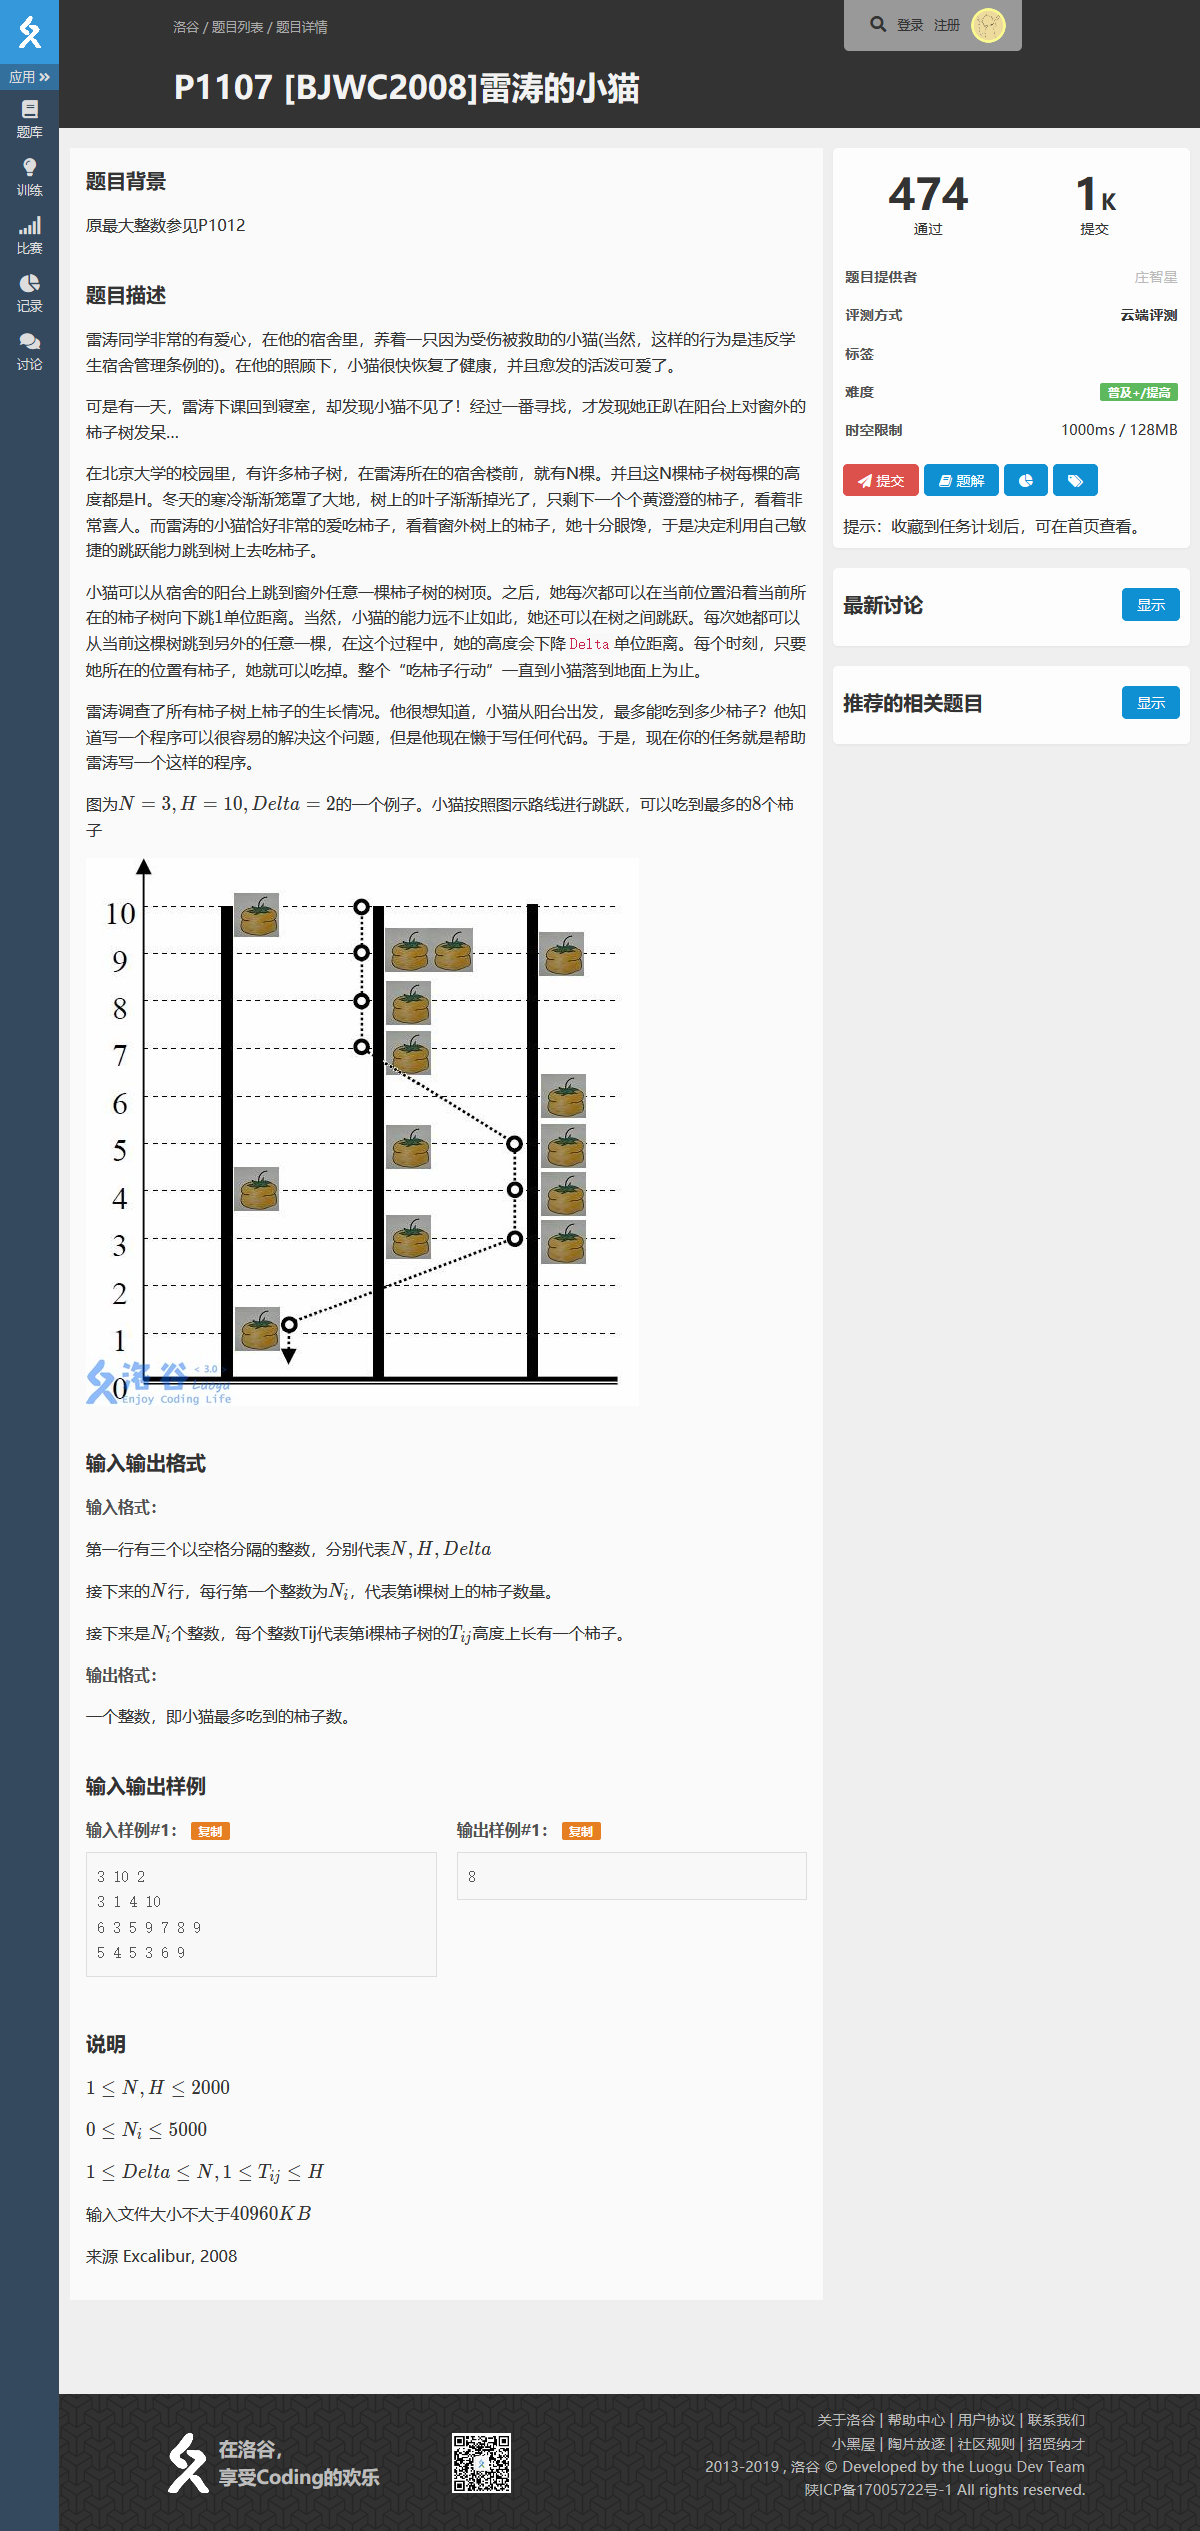 洛谷 / 题目列表 / 题目详情
登录 注册
P1107 [BJWC2008]雷涛的小猫
应用
题库
训练
比赛
记录
讨论
题目背景
原最大整数参见P1012
题目描述
雷涛同学非常的有爱心，在他的宿舍里，养着一只因为受伤被救助的小猫(当然，这样的行为是违反学
生宿舍管理条例的)。在他的照顾下，小猫很快恢复了健康，并且愈发的活泼可爱了。
可是有一天，雷涛下课回到寝室，却发现小猫不见了！经过一番寻找，才发现她正趴在阳台上对窗外的
柿子树发呆...
在北京大学的校园里，有许多柿子树，在雷涛所在的宿舍楼前，就有N棵。并且这N棵柿子树每棵的高
度都是H。冬天的寒冷渐渐笼罩了大地，树上的叶子渐渐掉光了，只剩下一个个黄澄澄的柿子，看着非
常喜人。而雷涛的小猫恰好非常的爱吃柿子，看着窗外树上的柿子，她十分眼馋，于是决定利用自己敏
捷的跳跃能力跳到树上去吃柿子。
小猫可以从宿舍的阳台上跳到窗外任意一棵柿子树的树顶。之后，她每次都可以在当前位置沿着当前所
在的柿子树向下跳1单位距离。当然，小猫的能力远不止如此，她还可以在树之间跳跃。每次她都可以
从当前这棵树跳到另外的任意一棵，在这个过程中，她的高度会下降 Delta 单位距离。每个时刻，只要
她所在的位置有柿子，她就可以吃掉。整个“吃柿子行动”一直到小猫落到地面上为止。
雷涛调查了所有柿子树上柿子的生长情况。他很想知道，小猫从阳台出发，最多能吃到多少柿子？他知
道写一个程序可以很容易的解决这个问题，但是他现在懒于写任何代码。于是，现在你的任务就是帮助
雷涛写一个这样的程序。
图为N = 3, H = 10, Delta = 2的一个例子。小猫按照图示路线进行跳跃，可以吃到最多的8个柿
子
10
9
8
7
6
5
4
3
2
1
0
洛谷 < 3.0 >
Luogu
Enjoy Coding Life
输入输出格式
输入格式：
第一行有三个以空格分隔的整数，分别代表N, H, Delta
接下来的N行，每行第一个整数为N_i，代表第i棵树上的柿子数量。
接下来是N_i个整数，每个整数Tij代表第i棵柿子树的T_ij高度上长有一个柿子。
输出格式：
一个整数，即小猫最多吃到的柿子数。
输入输出样例
输入样例#1： 复制
3 10 2
3 1 4 10
6 3 5 9 7 8 9
5 4 5 3 6 9
输出样例#1： 复制
8
说明
1 ≤ N, H ≤ 2000
0 ≤ N_i ≤ 5000
1 ≤ Delta ≤ N, 1 ≤ T_ij ≤ H
输入文件大小不大于40960KB
来源 Excalibur, 2008
474
通过
1K
提交
题目提供者 庄智星
评测方式 云端评测
标签
难度 普及+/提高
时空限制 1000ms / 128MB
提交 题解
提示：收藏到任务计划后，可在首页查看。
最新讨论 显示
推荐的相关题目 显示
在洛谷，
享受Coding的欢乐
关于洛谷 | 帮助中心 | 用户协议 | 联系我们
小黑屋 | 陶片放逐 | 社区规则 | 招贤纳才
2013-2019 , 洛谷 © Developed by the Luogu Dev Team
陕ICP备17005722号-1 All rights reserved.